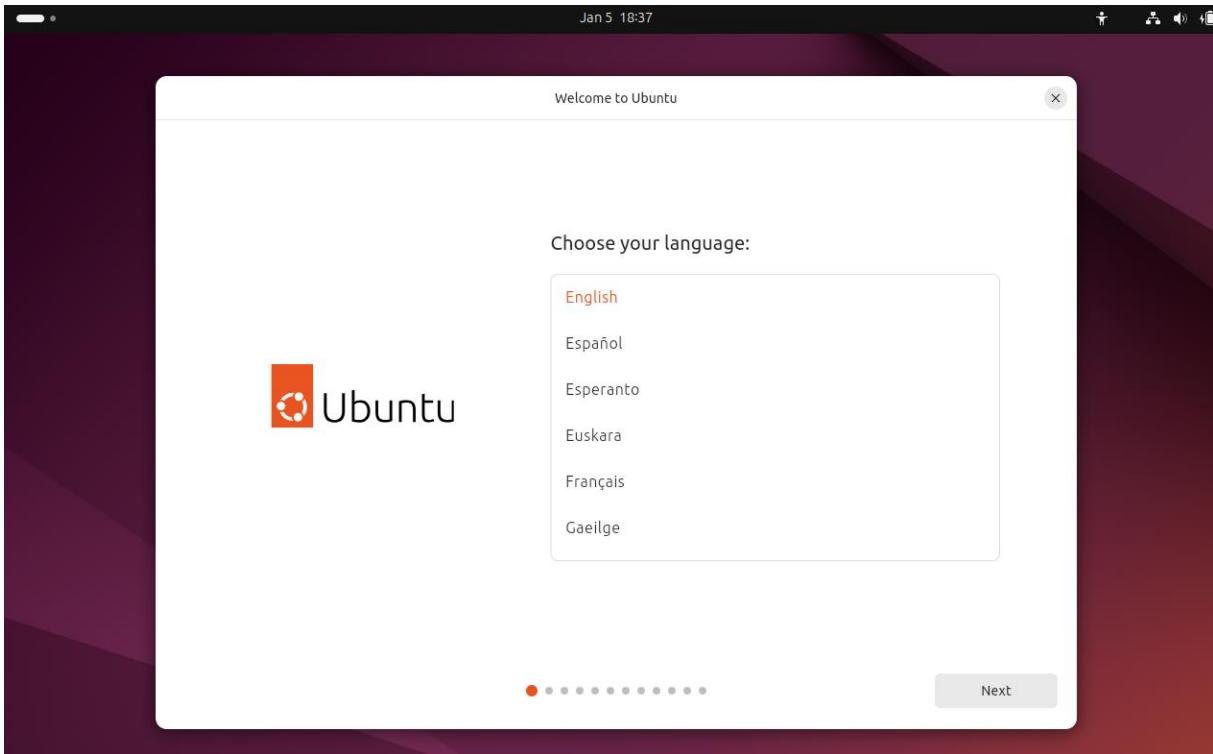 Jan 5 18:37
Welcome to Ubuntu
Choose your language:
English
Español
Esperanto
Euskara
Français
Gaeilge
Ubuntu
Next